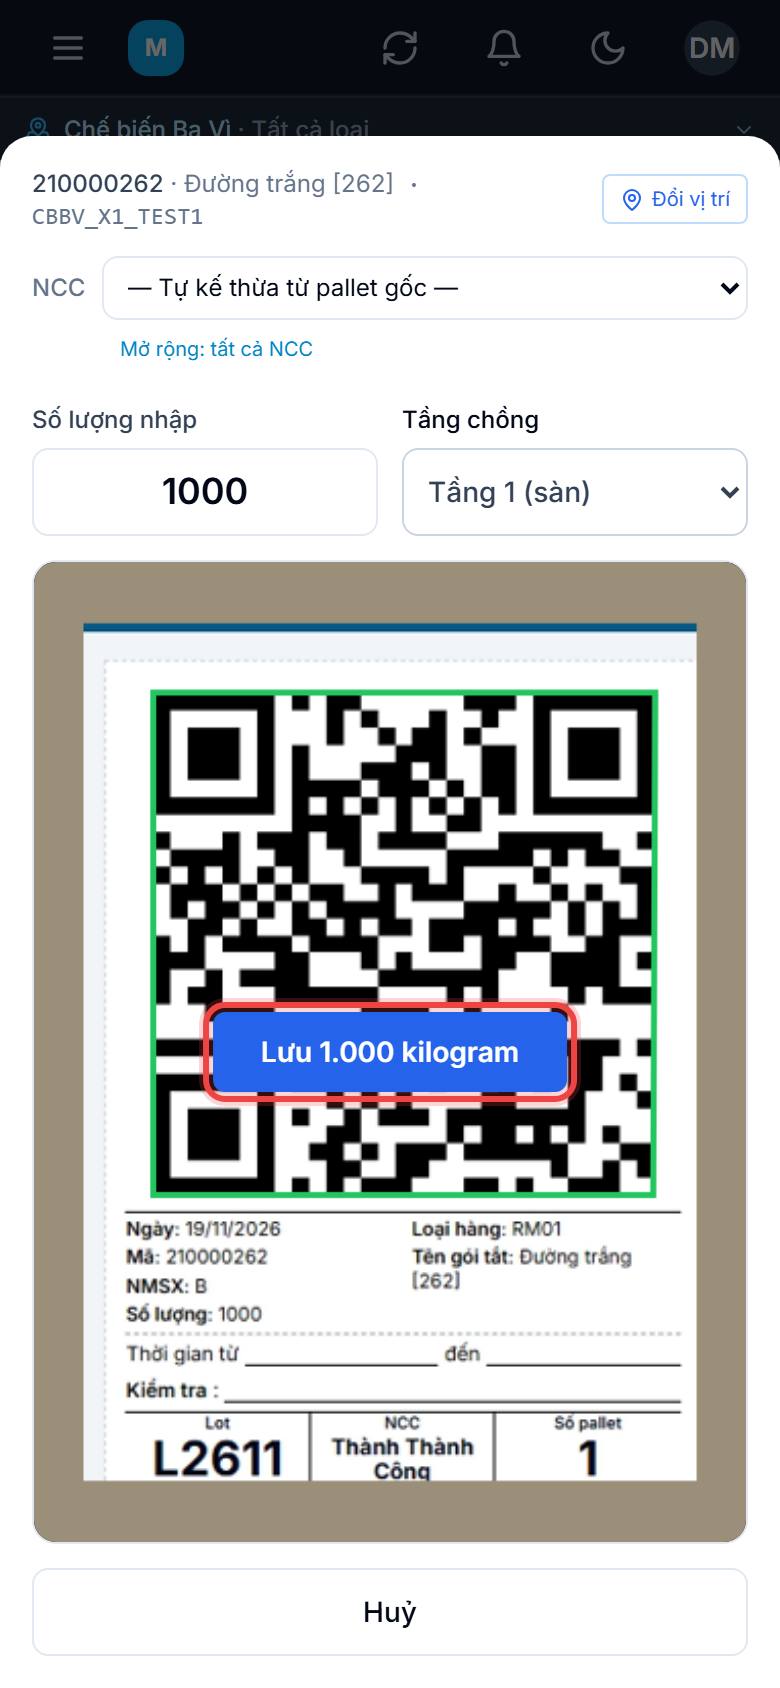 M
DM
Chế biến Ba Vì · Tất cả loại
210000262 · Đường trắng [262] ·
CBBV_X1_TEST1
Đổi vị trí
NCC
— Tự kế thừa từ pallet gốc —
Mở rộng: tất cả NCC
Số lượng nhập
Tầng chồng
1000
Tầng 1 (sàn)
Lưu 1.000 kilogram
Ngày: 19/11/2026
Loại hàng: RM01
Mã: 210000262
Tên gói tắt: Đường trắng
[262]
NMSX: B
Số lượng: 1000
Thời gian từ đến
Kiểm tra :
Lot
NCC
Số pallet
L2611
Thành Thành
Công
1
Huỷ